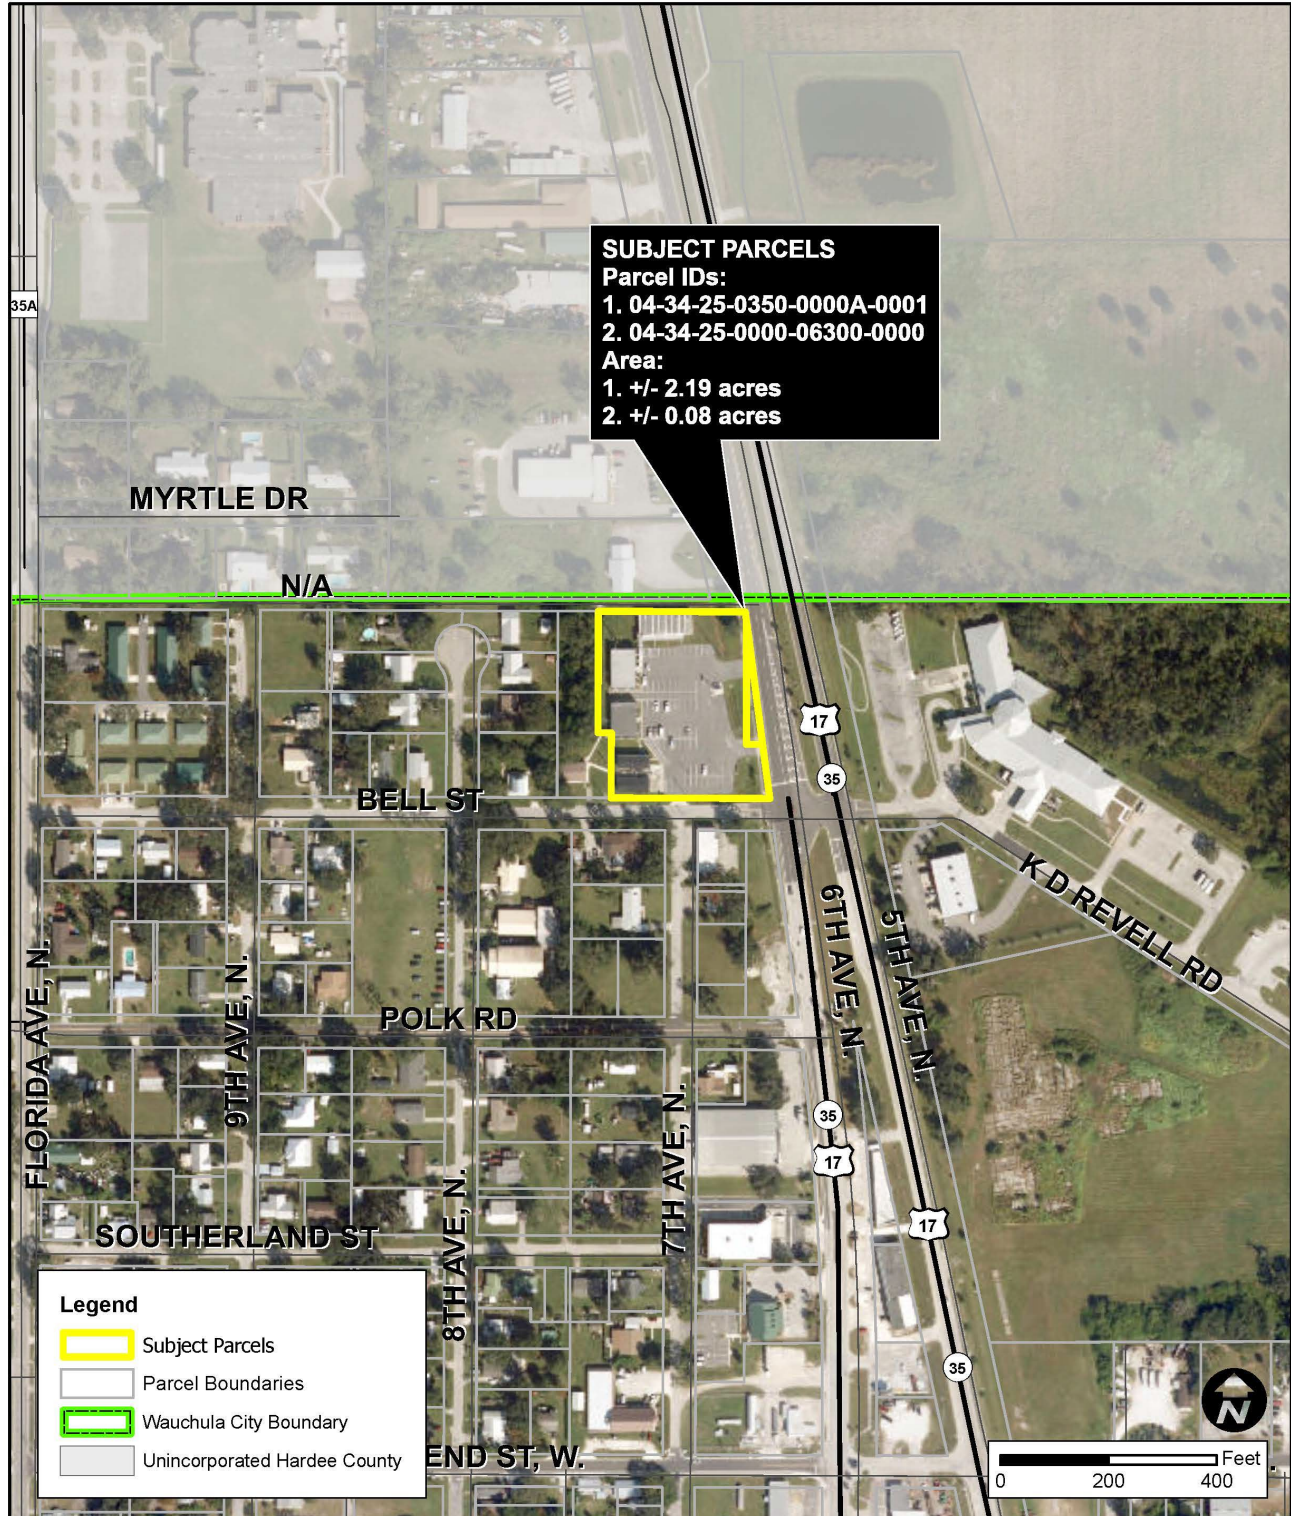 SUBJECT PARCELS
Parcel IDs:
1. 04-34-25-0350-0000A-0001
2. 04-34-25-0000-06300-0000
Area:
1. +/- 2.19 acres
2. +/- 0.08 acres
35A
MYRTLE DR
N/A
17
35
BELL ST
K D REVELL RD
6TH AVE, N.
5TH AVE, N.
FLORIDA AVE, N.
9TH AVE, N.
POLK RD
35
17
7TH AVE, N.
8TH AVE, N.
17
SOUTHERLAND ST
35
Legend
Subject Parcels
Parcel Boundaries
Wauchula City Boundary
Unincorporated Hardee County
END ST, W.
N
Feet
0 200 400